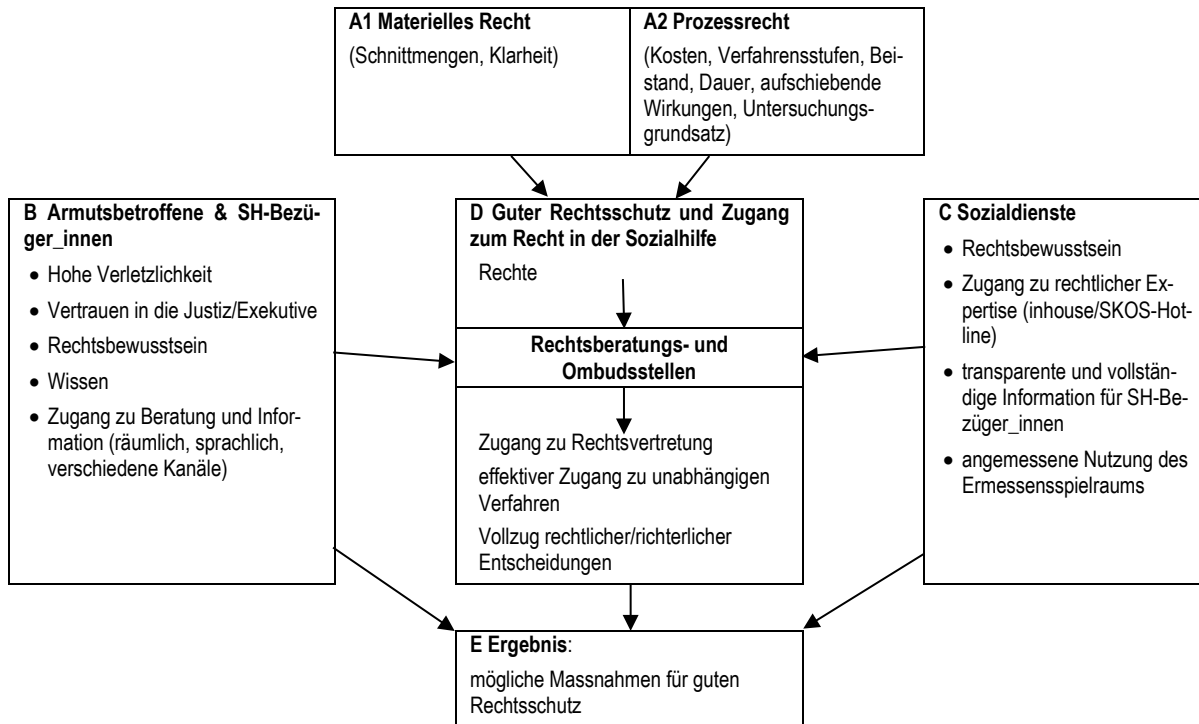 A1 Materielles Recht
(Schnittmengen, Klarheit)
A2 Prozessrecht
(Kosten, Verfahrensstufen, Bei-
stand, Dauer, aufschiebende
Wirkungen, Untersuchungs-
grundsatz)
B Armutsbetroffene & SH-Bezü-
ger_innen
• Hohe Verletzlichkeit
• Vertrauen in die Justiz/Exekutive
• Rechtsbewusstsein
• Wissen
• Zugang zu Beratung und Infor-
mation (räumlich, sprachlich,
verschiedene Kanäle)
D Guter Rechtsschutz und Zugang
zum Recht in der Sozialhilfe
Rechte
Rechtsberatungs- und
Ombudsstellen
Zugang zu Rechtsvertretung
effektiver Zugang zu unabhängigen
Verfahren
Vollzug rechtlicher/richterlicher
Entscheidungen
C Sozialdienste
• Rechtsbewusstsein
• Zugang zu rechtlicher Ex-
pertise (inhouse/SKOS-Hot-
line)
• transparente und vollstän-
dige Information für SH-Be-
züger_innen
• angemessene Nutzung des
Ermessensspielraums
E Ergebnis:
mögliche Massnahmen für guten
Rechtsschutz